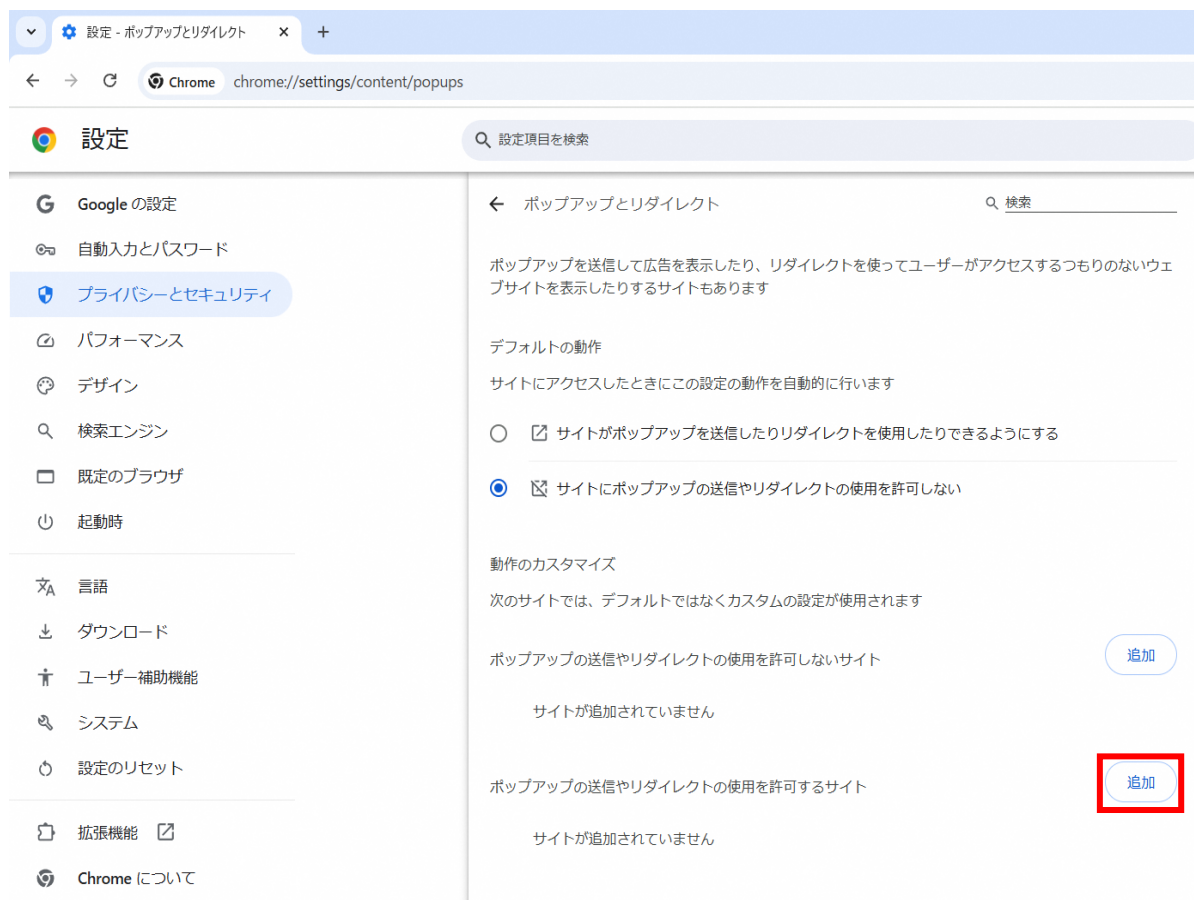 設定 - ポップアップとリダイレクト
Chrome
chrome://settings/content/popups
設定
設定項目を検索
Google の設定
自動入力とパスワード
プライバシーとセキュリティ
パフォーマンス
デザイン
検索エンジン
既定のブラウザ
起動時
言語
ダウンロード
ユーザー補助機能
システム
設定のリセット
拡張機能
Chrome について
ポップアップとリダイレクト
検索
ポップアップを送信して広告を表示したり、リダイレクトを使ってユーザーがアクセスするつもりのないウェ
ブサイトを表示したりするサイトもあります
デフォルトの動作
サイトにアクセスしたときにこの設定の動作を自動的に行います
サイトがポップアップを送信したりリダイレクトを使用したりできるようにする
サイトにポップアップの送信やリダイレクトの使用を許可しない
動作のカスタマイズ
次のサイトでは、デフォルトではなくカスタムの設定が使用されます
ポップアップの送信やリダイレクトの使用を許可しないサイト
追加
サイトが追加されていません
ポップアップの送信やリダイレクトの使用を許可するサイト
追加
サイトが追加されていません